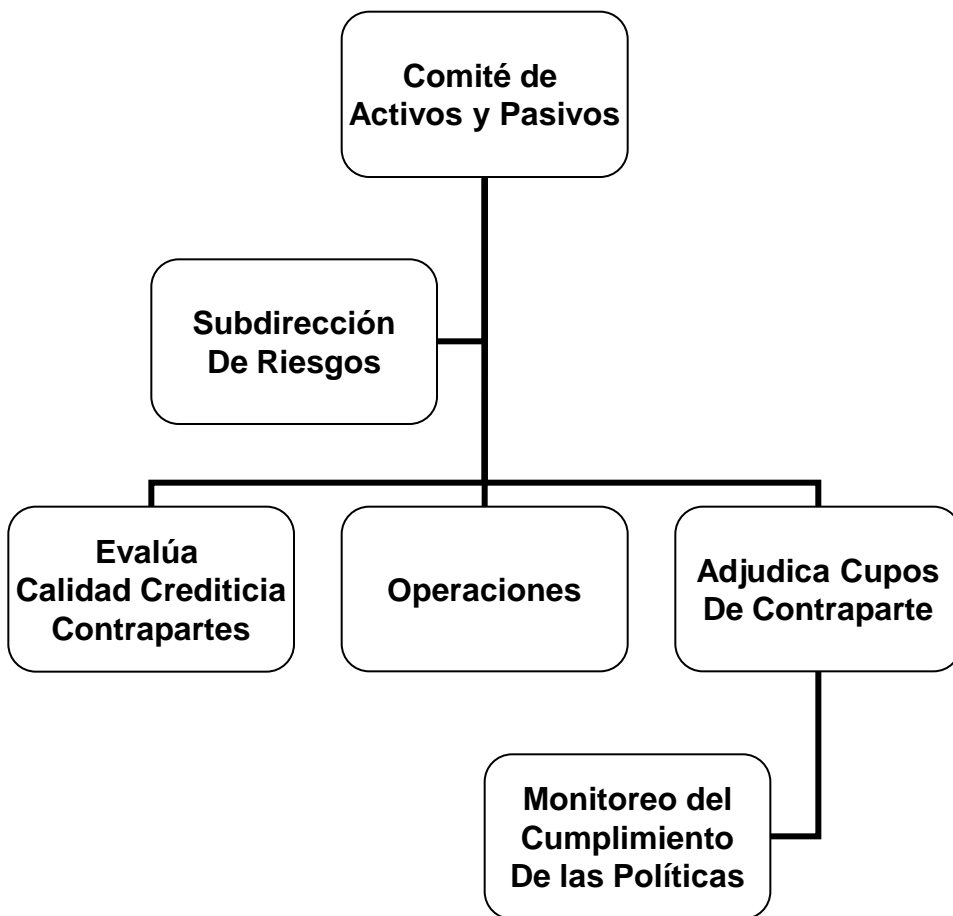 Comité de
Activos y Pasivos
Subdirección
De Riesgos
Evalúa
Calidad Crediticia
Contrapartes
Operaciones
Adjudica Cupos
De Contraparte
Monitoreo del
Cumplimiento
De las Políticas